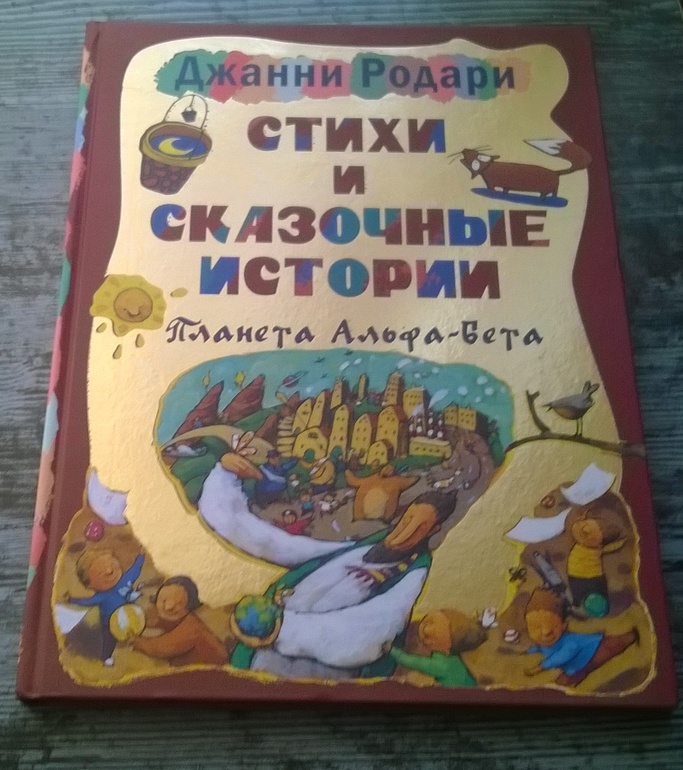 Джанни Родари
СТИХИ
И
СКАЗОЧНЫЕ
ИСТОРИИ
Планета Альфа-Бета